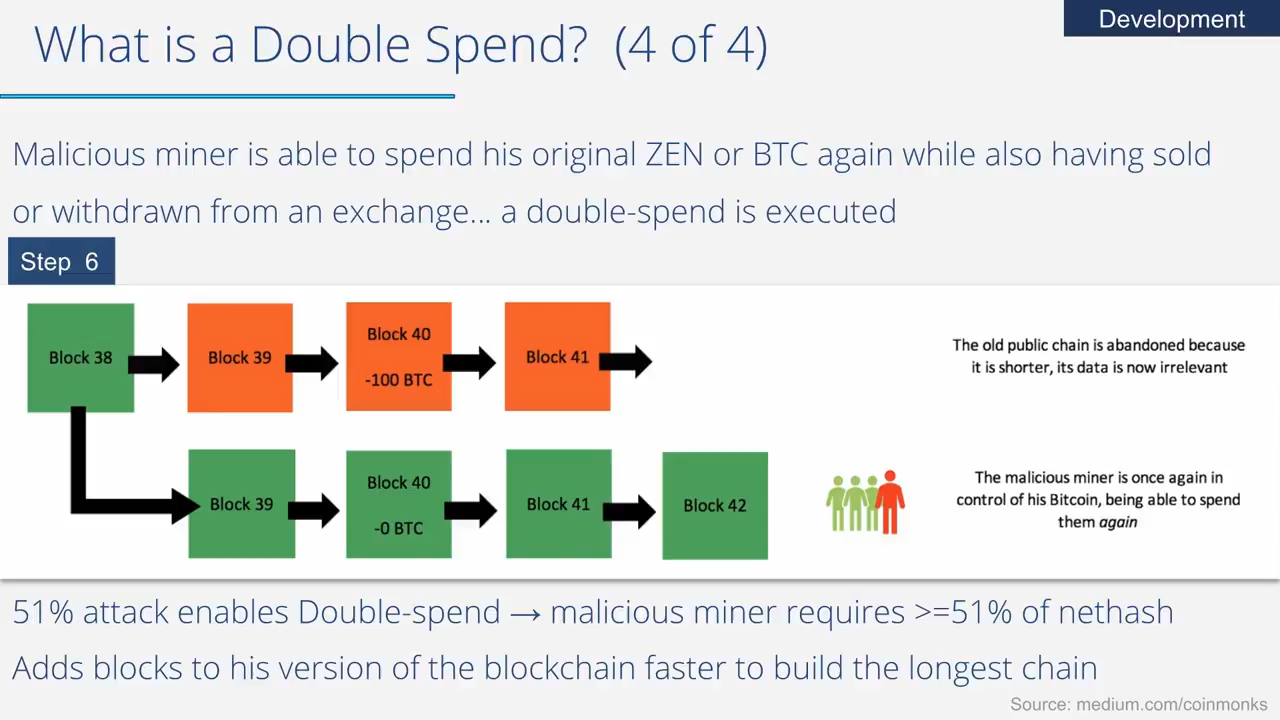 Development
What is a Double Spend? (4 of 4)
Malicious miner is able to spend his original ZEN or BTC again while also having sold
or withdrawn from an exchange... a double-spend is executed
Step 6
Block 38
Block 39
Block 40
-100 BTC
Block 41
The old public chain is abandoned because
it is shorter, its data is now irrelevant
Block 39
Block 40
-0 BTC
Block 41
Block 42
The malicious miner is once again in
control of his Bitcoin, being able to spend
them again
51% attack enables Double-spend → malicious miner requires >=51% of nethash
Adds blocks to his version of the blockchain faster to build the longest chain
Source: medium.com/coinmonks